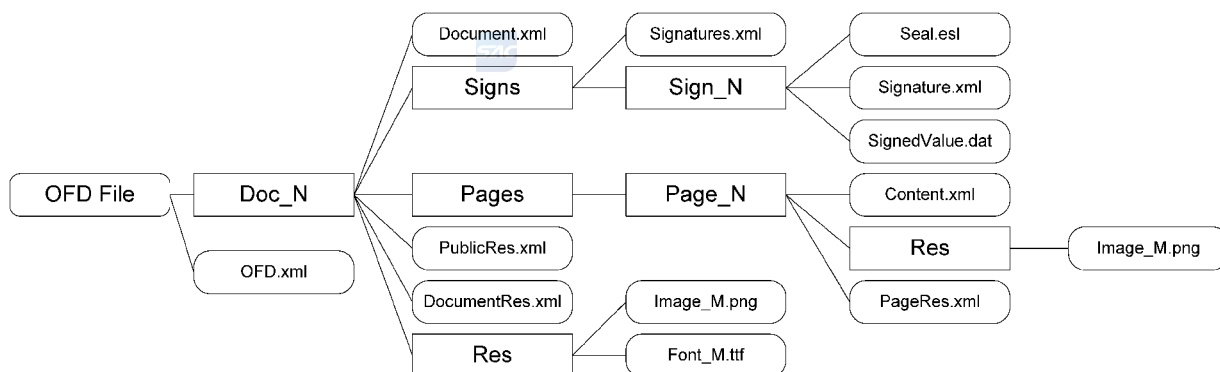 Document.xml
Signatures.xml
Seal.esl
SAC
Signs
Sign_N
Signature.xml
SignedValue.dat
OFD File
Doc_N
Pages
Page_N
Content.xml
PublicRes.xml
Res
Image_M.png
OFD.xml
DocumentRes.xml
Image_M.png
PageRes.xml
Res
Font_M.ttf